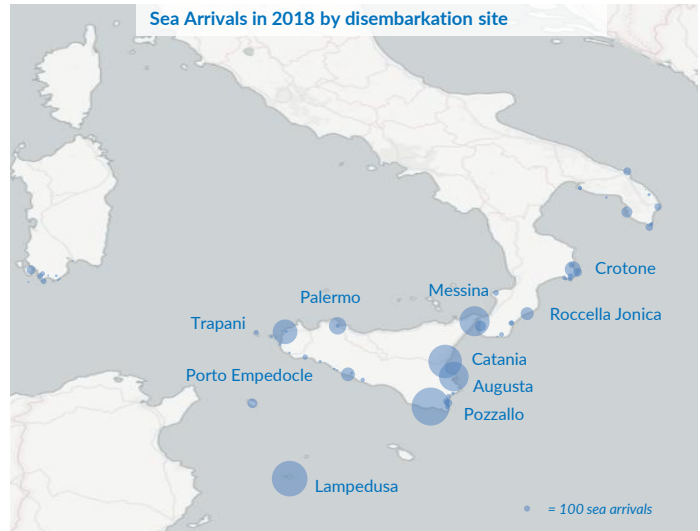 Sea Arrivals in 2018 by disembarkation site
Crotone
Messina
Palermo
Roccella Jonica
Trapani
Catania
Porto Empedocle
Augusta
Pozzallo
Lampedusa
= 100 sea arrivals